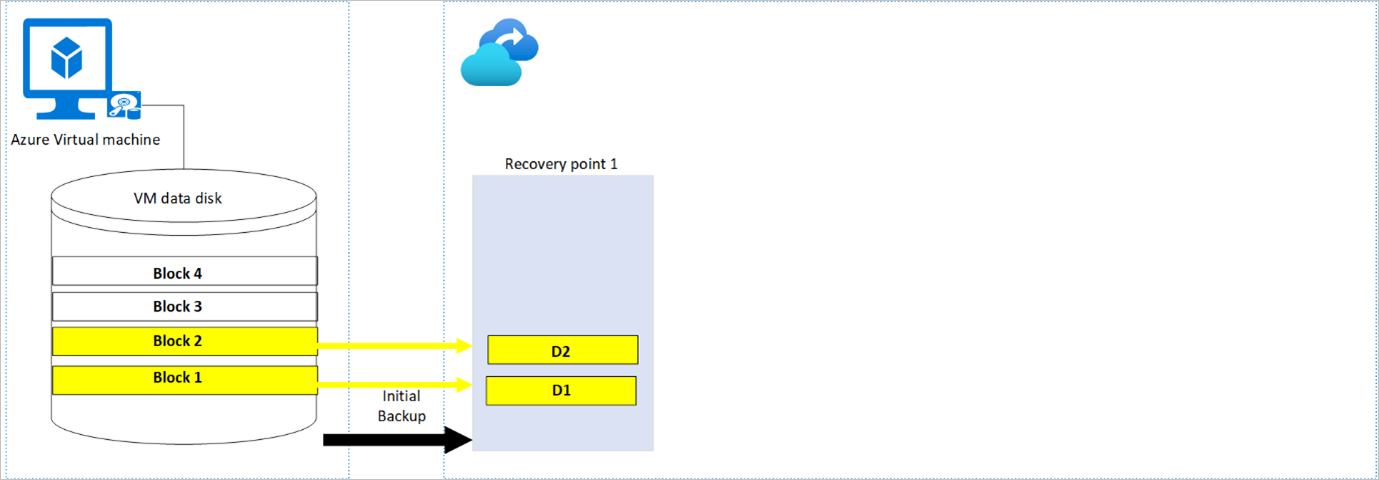 Azure Virtual machine
VM data disk
Block 4
Block 3
Block 2
Block 1
Initial
Backup
Recovery point 1
D2
D1